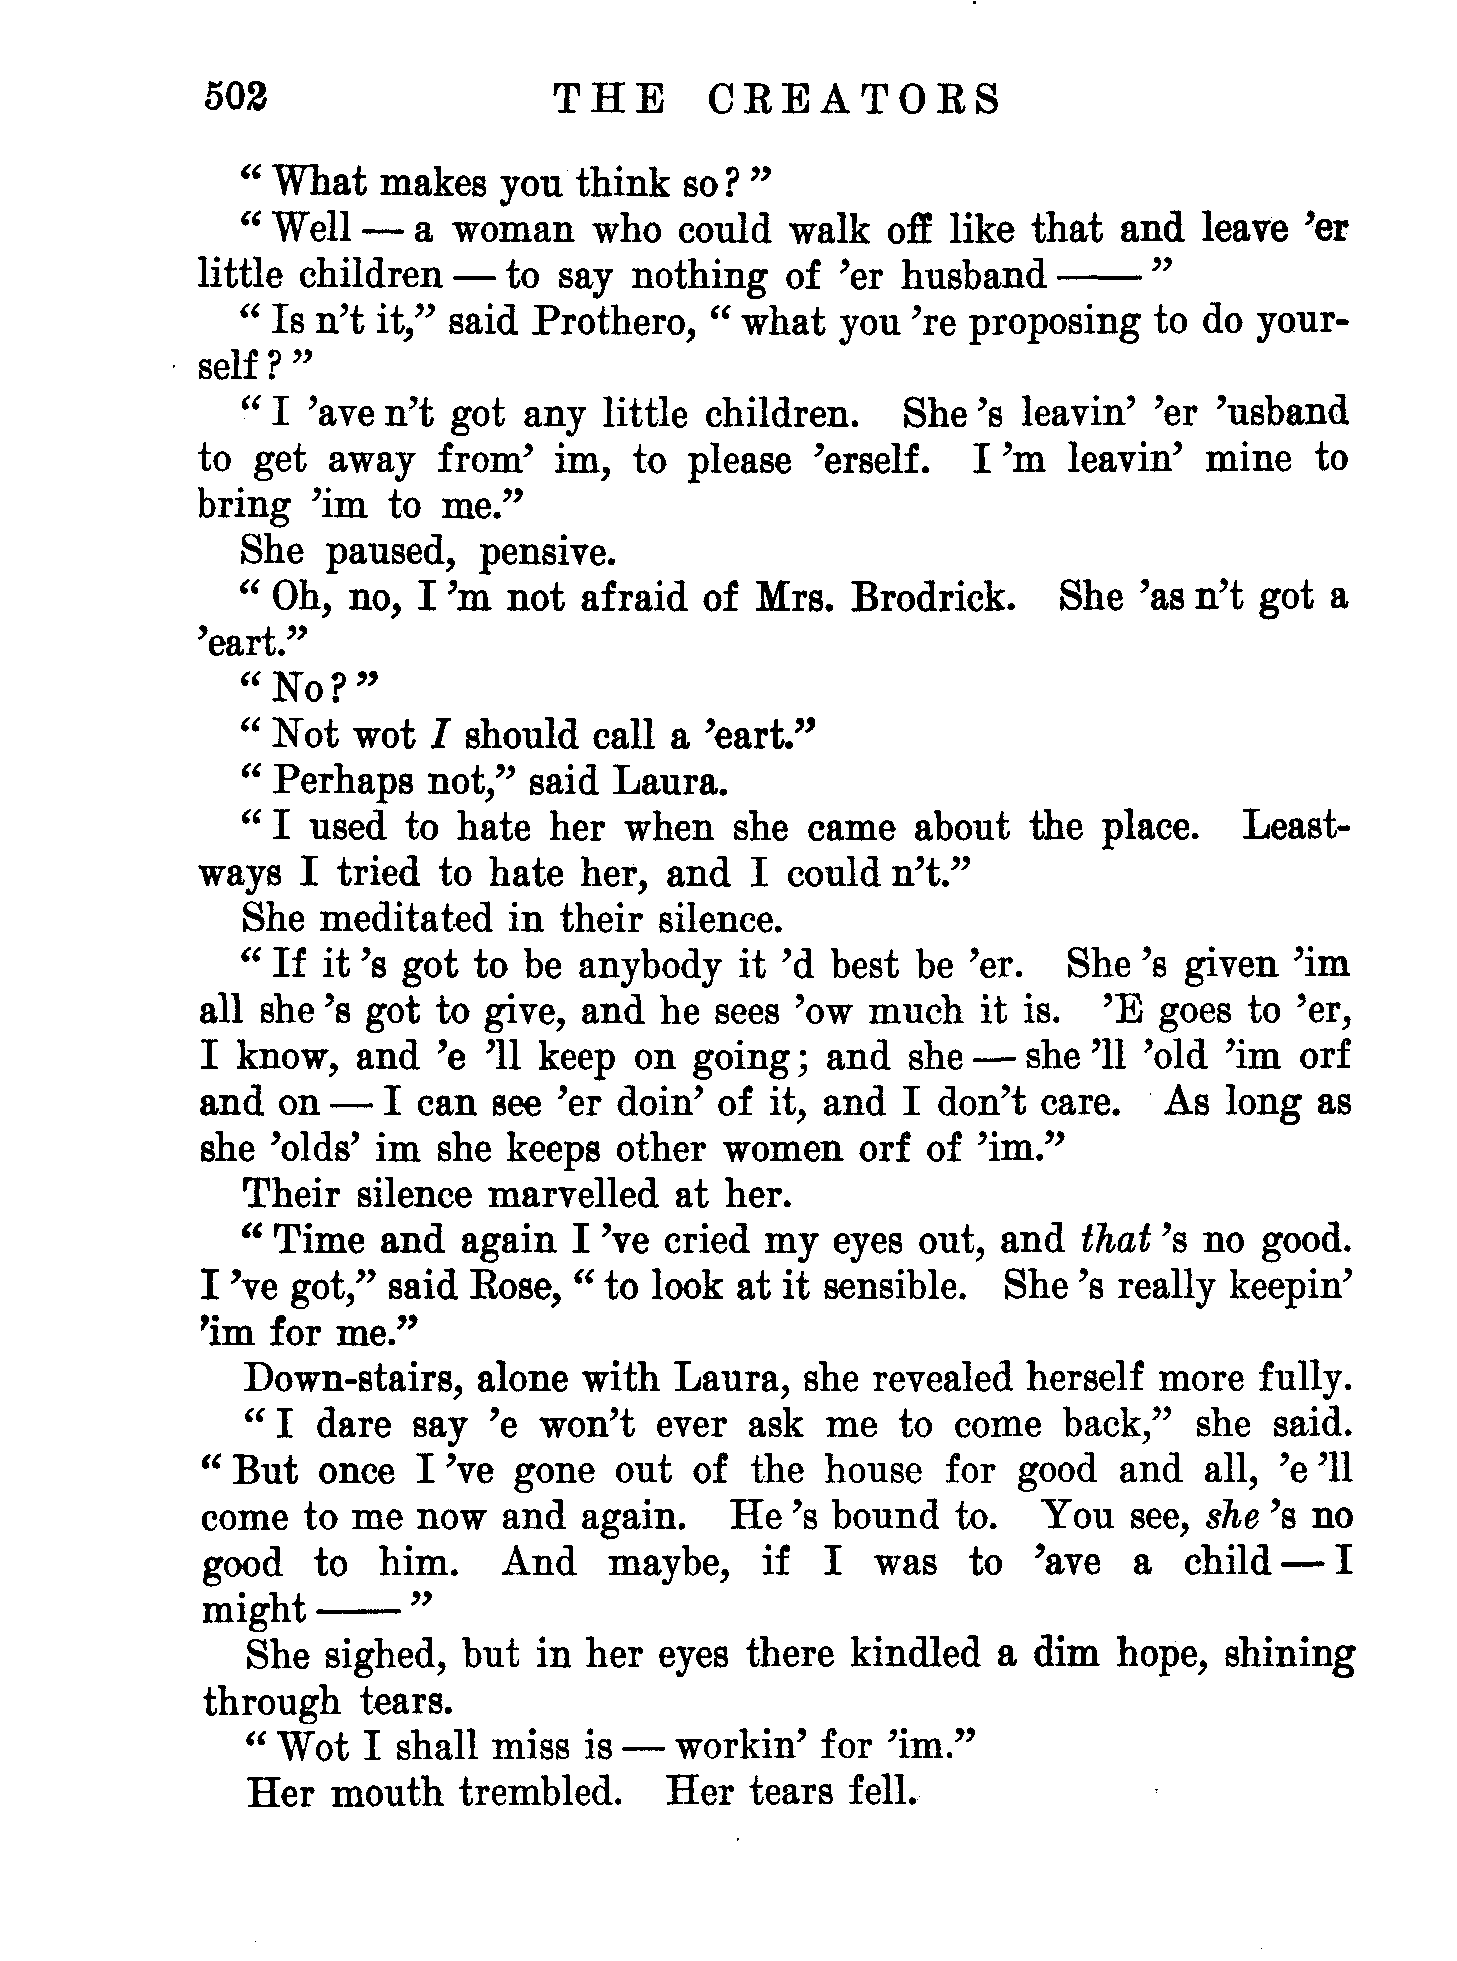 502 THE CREATORS
“ What makes you think so? ”
“ Well — a woman who could walk off like that and leave ’er
little children — to say nothing of ’er husband —— ”
“ Is n’t it,” said Prothero, “ what you ’re proposing to do your-
self ? ”
“ I ’ave n’t got any little children. She ’s leavin’ ’er ’usband
to get away from’ im, to please ’erself. I ’m leavin’ mine to
bring ’im to me.”
She paused, pensive.
“ Oh, no, I ’m not afraid of Mrs. Brodrick. She ’as n’t got a
’eart.”
“ No? ”
“ Not wot I should call a ’eart.”
“ Perhaps not,” said Laura.
“ I used to hate her when she came about the place. Least-
ways I tried to hate her, and I could n’t.”
She meditated in their silence.
“ If it ’s got to be anybody it ’d best be ’er. She ’s given ’im
all she ’s got to give, and he sees ’ow much it is. ’E goes to ’er,
I know, and ’e ’ll keep on going; and she — she ’ll ’old ’im orf
and on — I can see ’er doin’ of it, and I don’t care. As long as
she ’olds’ im she keeps other women orf of ’im.”
Their silence marvelled at her.
“ Time and again I ’ve cried my eyes out, and that ’s no good.
I ’ve got,” said Rose, “ to look at it sensible. She ’s really keepin’
’im for me.”
Down-stairs, alone with Laura, she revealed herself more fully.
“ I dare say ’e won’t ever ask me to come back,” she said.
“ But once I ’ve gone out of the house for good and all, ’e ’ll
come to me now and again. He ’s bound to. You see, she ’s no
good to him. And maybe, if I was to ’ave a child — I
might —— ”
She sighed, but in her eyes there kindled a dim hope, shining
through tears.
“ Wot I shall miss is — workin’ for ’im.”
Her mouth trembled. Her tears fell.